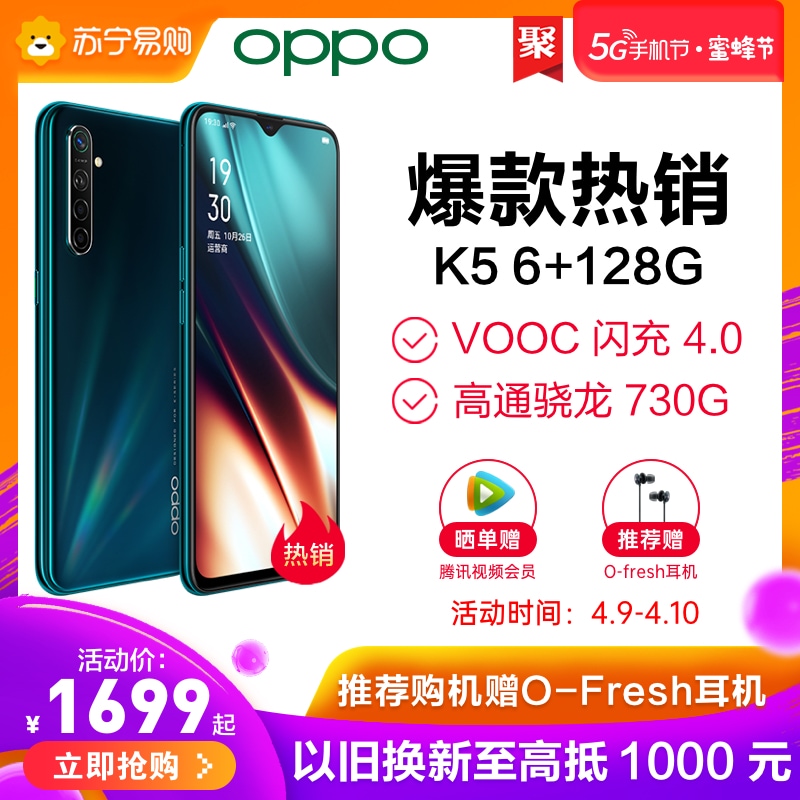 苏宁易购
oppo
聚
5G手机节·蜜蜂节
19:30
19
30
周五 10月26日
运营商
oppo
热销
爆款热销
K5 6+128G
VOOC 闪充 4.0
高通骁龙 730G
晒单赠
腾讯视频会员
推荐赠
O-fresh耳机
活动时间：4.9-4.10
活动价：
¥1699起
立即抢购
推荐购机赠O-Fresh耳机
以旧换新至高抵 1000 元